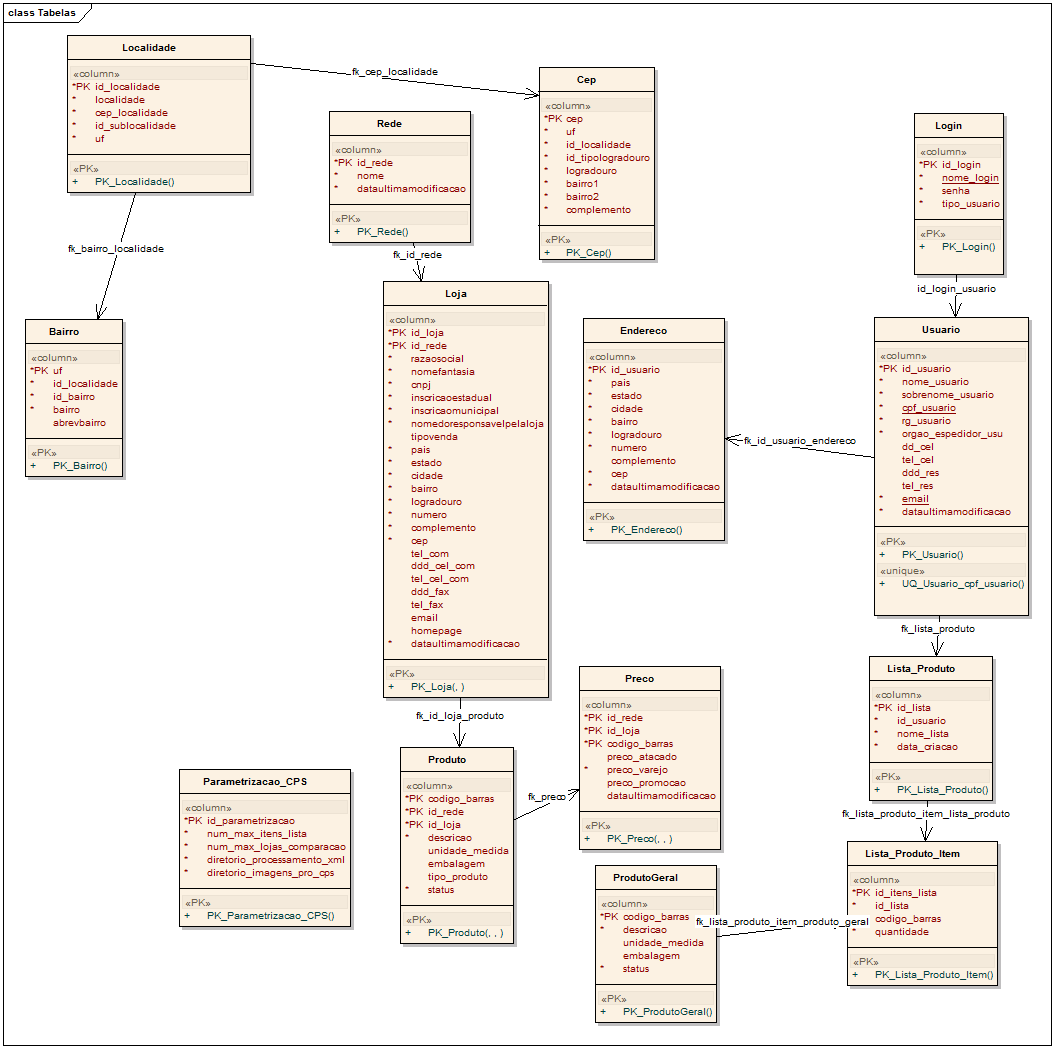 class Tabelas
Localidade
«column»
*PK id_localidade
* localidade
* cep_localidade
* id_sublocalidade
* uf
«PK»
+ PK_Localidade()
fk_cep_localidade
Cep
«column»
*PK cep
* uf
* id_localidade
* id_tipologradouro
* logradouro
* bairro1
* bairro2
* complemento
«PK»
+ PK_Cep()
Rede
«column»
*PK id_rede
* nome
* dataultimamodificacao
«PK»
+ PK_Rede()
Login
«column»
*PK id_login
* nome_login
* senha
* tipo_usuario
«PK»
+ PK_Login()
fk_bairro_localidade
fk_id_rede
id_login_usuario
Bairro
«column»
*PK uf
* id_localidade
* id_bairro
* bairro
abrevbairro
«PK»
+ PK_Bairro()
Loja
«column»
*PK id_loja
*PK id_rede
* razaosocial
* nomefantasia
* cnpj
* inscricaoestadual
* inscricaomunicipal
* nomedoresponsavelpelaloja
tipovenda
* pais
* estado
* cidade
* bairro
* logradouro
* numero
* complemento
* cep
tel_com
ddd_cel_com
tel_cel_com
ddd_fax
tel_fax
email
homepage
* dataultimamodificacao
«PK»
+ PK_Loja(, )
Endereco
«column»
*PK id_usuario
* pais
* estado
* cidade
* bairro
* logradouro
* numero
complemento
* cep
* dataultimamodificacao
«PK»
+ PK_Endereco()
fk_id_usuario_endereco
Usuario
«column»
*PK id_usuario
* nome_usuario
* sobrenome_usuario
* cpf_usuario
* rg_usuario
* orgao_espedidor_usu
dd_cel
tel_cel
ddd_res
tel_res
* email
* dataultimamodificacao
«PK»
+ PK_Usuario()
«unique»
+ UQ_Usuario_cpf_usuario()
fk_lista_produto
Lista_Produto
«column»
*PK id_lista
* id_usuario
* nome_lista
* data_criacao
«PK»
+ PK_Lista_Produto()
fk_id_loja_produto
Preco
«column»
*PK id_rede
*PK id_loja
*PK codigo_barras
preco_atacado
* preco_varejo
preco_promocao
dataultimamodificacao
«PK»
+ PK_Preco(, , )
Produto
«column»
*PK codigo_barras
*PK id_rede
*PK id_loja
* descricao
unidade_medida
embalagem
tipo_produto
* status
«PK»
+ PK_Produto(, , )
fk_preco
Parametrizacao_CPS
«column»
*PK id_parametrizacao
* num_max_itens_lista
* num_max_lojas_comparacao
* diretorio_processamento_xml
* diretorio_imagens_pro_cps
«PK»
+ PK_Parametrizacao_CPS()
fk_lista_produto_item_lista_produto
ProdutoGeral
«column»
*PK codigo_barras
* descricao
unidade_medida
embalagem
* status
«PK»
+ PK_ProdutoGeral()
fk_lista_produto_item_produto_geral
Lista_Produto_Item
«column»
*PK id_itens_lista
* id_lista
codigo_barras
* quantidade
«PK»
+ PK_Lista_Produto_Item()